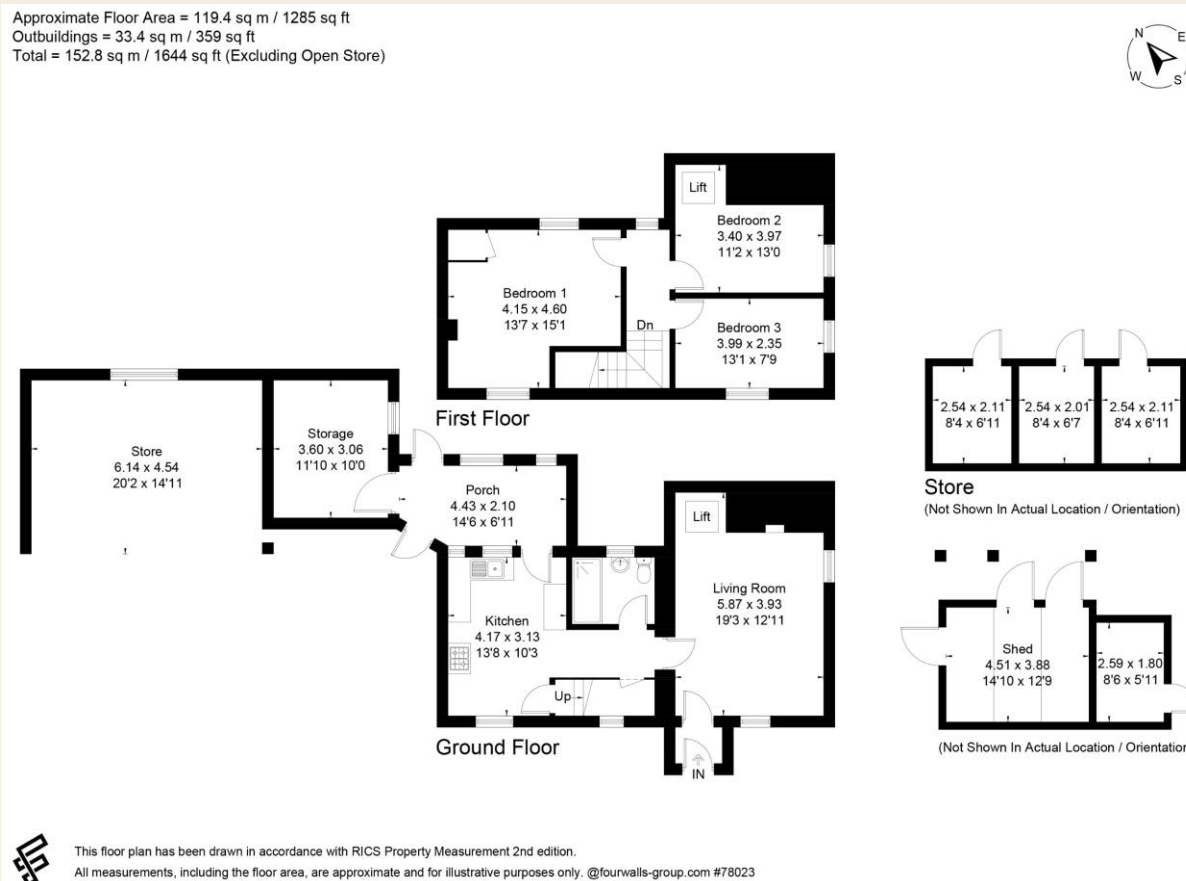 Approximate Floor Area = 119.4 sq m / 1285 sq ft
Outbuildings = 33.4 sq m / 359 sq ft
Total = 152.8 sq m / 1644 sq ft (Excluding Open Store)
N
E
W
S
Lift
Bedroom 2
3.40 x 3.97
11'2 x 13'0
Bedroom 1
4.15 x 4.60
13'7 x 15'1
Dn
Bedroom 3
3.99 x 2.35
13'1 x 7'9
First Floor
Store
6.14 x 4.54
20'2 x 14'11
Storage
3.60 x 3.06
11'10 x 10'0
Porch
4.43 x 2.10
14'6 x 6'11
Lift
Living Room
5.87 x 3.93
19'3 x 12'11
Kitchen
4.17 x 3.13
13'8 x 10'3
Up
IN
Ground Floor
2.54 x 2.11
8'4 x 6'11
2.54 x 2.01
8'4 x 6'7
2.54 x 2.11
8'4 x 6'11
Store
(Not Shown In Actual Location / Orientation)
Shed
4.51 x 3.88
14'10 x 12'9
2.59 x 1.80
8'6 x 5'11
(Not Shown In Actual Location / Orientation
This floor plan has been drawn in accordance with RICS Property Measurement 2nd edition.
All measurements, including the floor area, are approximate and for illustrative purposes only. @fourwalls-group.com #78023